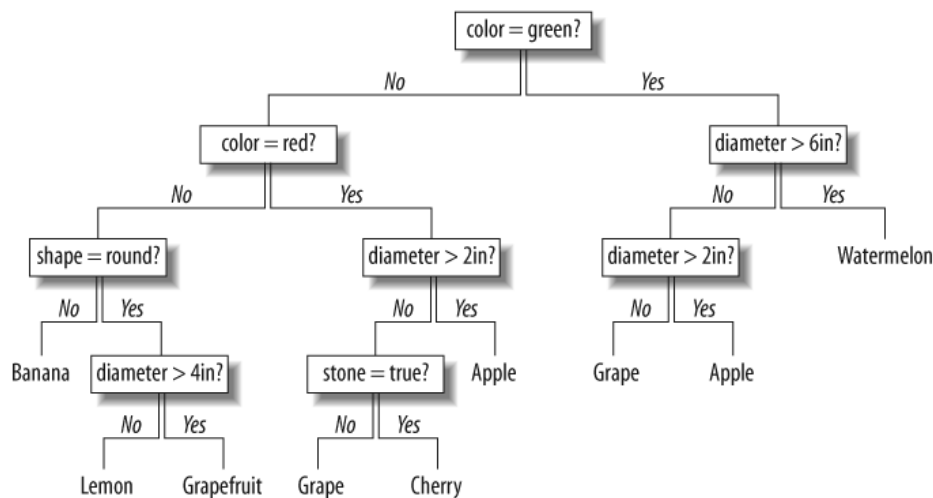 color = green?
No
Yes
color = red?
diameter > 6in?
No
Yes
No
Yes
shape = round?
diameter > 2in?
diameter > 2in?
Watermelon
No
Yes
No
Yes
No
Yes
Banana
diameter > 4in?
stone = true?
Apple
Grape
Apple
No
Yes
No
Yes
Lemon
Grapefruit
Grape
Cherry